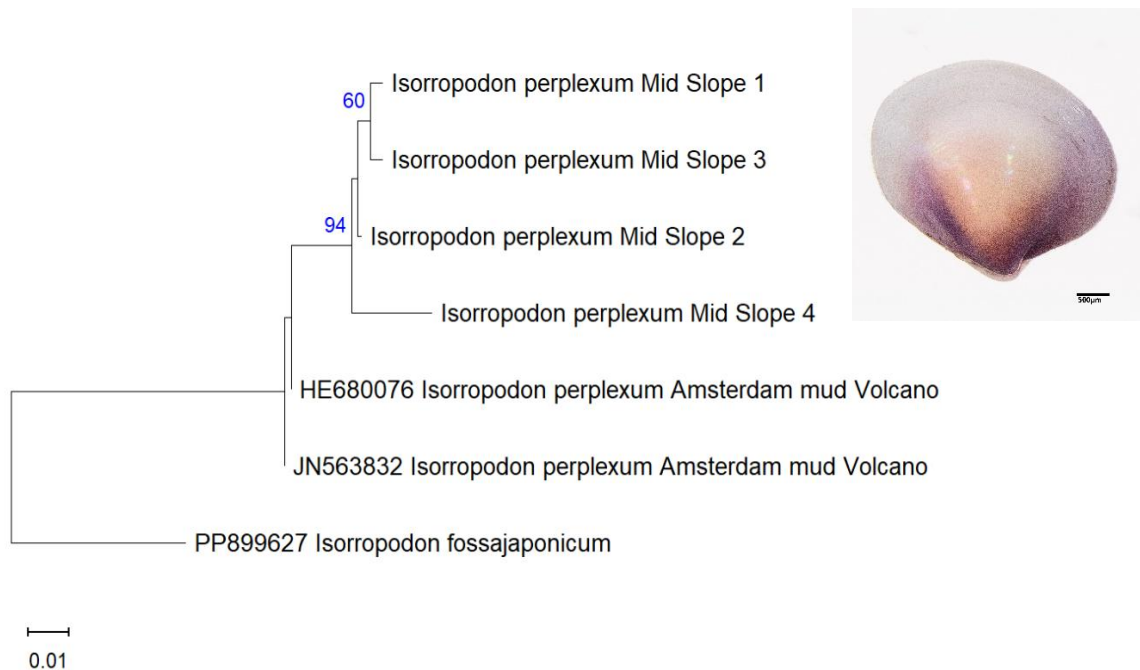 Isorropodon perplexum Mid Slope 1
60
Isorropodon perplexum Mid Slope 3
94
Isorropodon perplexum Mid Slope 2
Isorropodon perplexum Mid Slope 4
500µm
HE680076 Isorropodon perplexum Amsterdam mud Volcano
JN563832 Isorropodon perplexum Amsterdam mud Volcano
PP899627 Isorropodon fossajaponicum
0.01